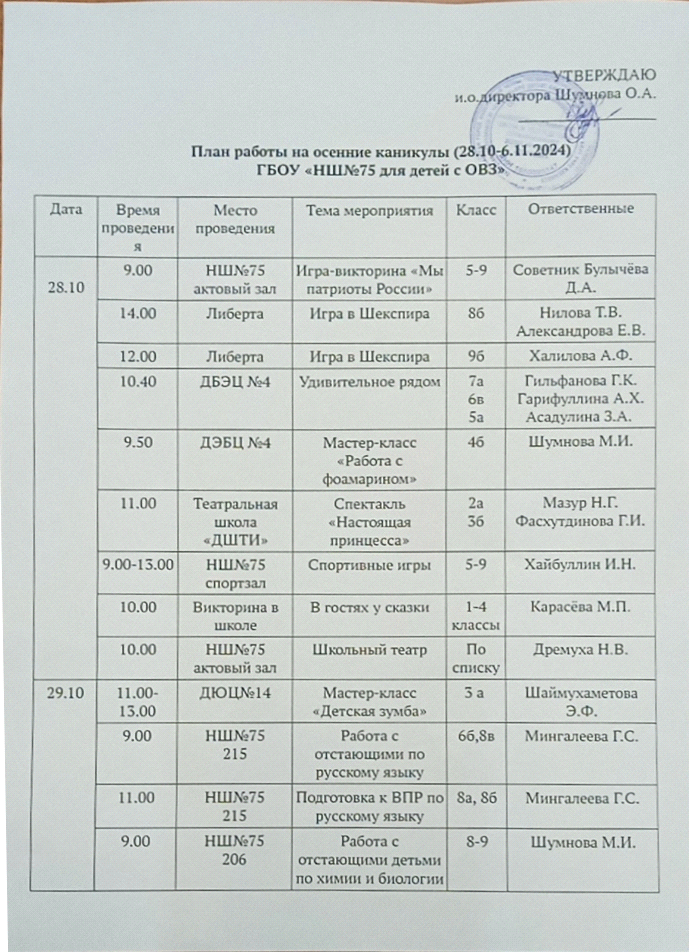 УТВЕРЖДАЮ
и.о.директора Шумнова О.А.
План работы на осенние каникулы (28.10-6.11.2024)
ГБОУ «НШ№75 для детей с ОВЗ»
Дата Время проведени я Место проведения Тема мероприятия Класс Ответственные
28.10 9.00 НШ№75 актовый зал Игра-викторина «Мы патриоты России» 5-9 Советник Булычёва Д.А.
14.00 Либерта Игра в Шекспира 8б Нилова Т.В. Александрова Е.В.
12.00 Либерта Игра в Шекспира 9б Халилова А.Ф.
10.40 ДБЭЦ №4 Удивительное рядом 7а 6в 5а Гильфанова Г.К. Гарифуллина А.Х. Асадулина З.А.
9.50 ДЭБЦ №4 Мастер-класс «Работа с фоамарином» 4б Шумнова М.И.
11.00 Театральная школа «ДШТИ» Спектакль «Настоящая принцесса» 2а 3б Мазур Н.Г. Фасхутдинова Г.И.
9.00-13.00 НШ№75 спортзал Спортивные игры 5-9 Хайбуллин И.Н.
10.00 Викторина в школе В гостях у сказки 1-4 классы Карасёва М.П.
10.00 НШ№75 актовый зал Школьный театр По списку Дремуха Н.В.
29.10 11.00-13.00 ДЮЦ№14 Мастер-класс «Детская зумба» 3 а Шаймухаметова Э.Ф.
9.00 НШ№75 215 Работа с отстающими по русскому языку 6б,8в Мингалеева Г.С.
11.00 НШ№75 215 Подготовка к ВПР по русскому языку 8а, 8б Мингалеева Г.С.
9.00 НШ№75 206 Работа с отстающими детьми по химии и биологии 8-9 Шумнова М.И.